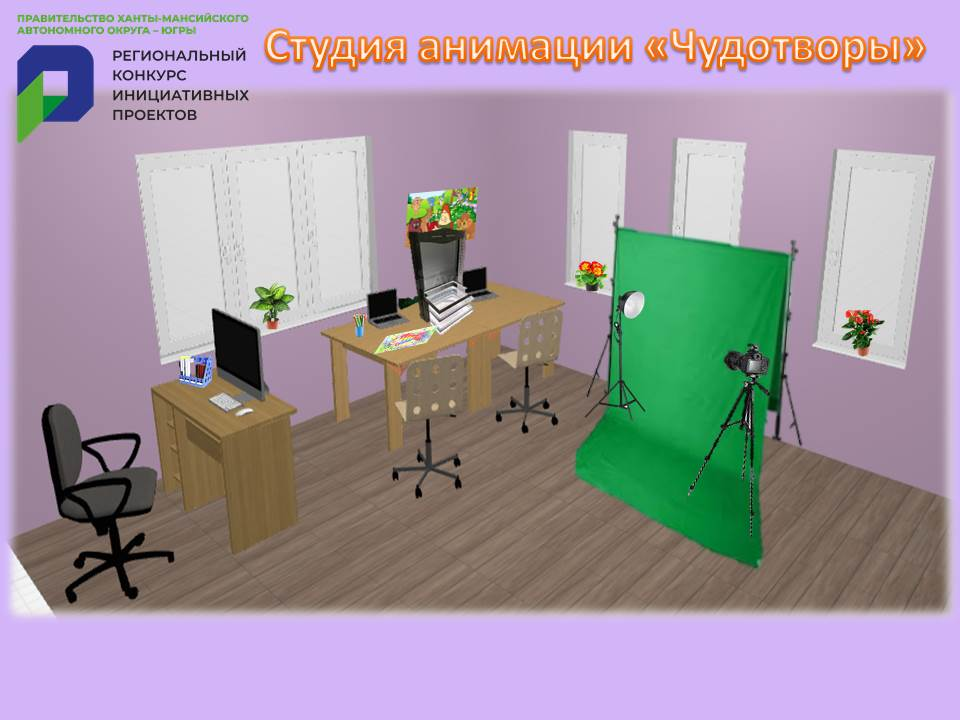 ПРАВИТЕЛЬСТВО ХАНТЫ-МАНСИЙСКОГО
АВТОНОМНОГО ОКРУГА – ЮГРЫ
РЕГИОНАЛЬНЫЙ
КОНКУРС
ИНИЦИАТИВНЫХ
ПРОЕКТОВ
Студия анимации «Чудотворы»